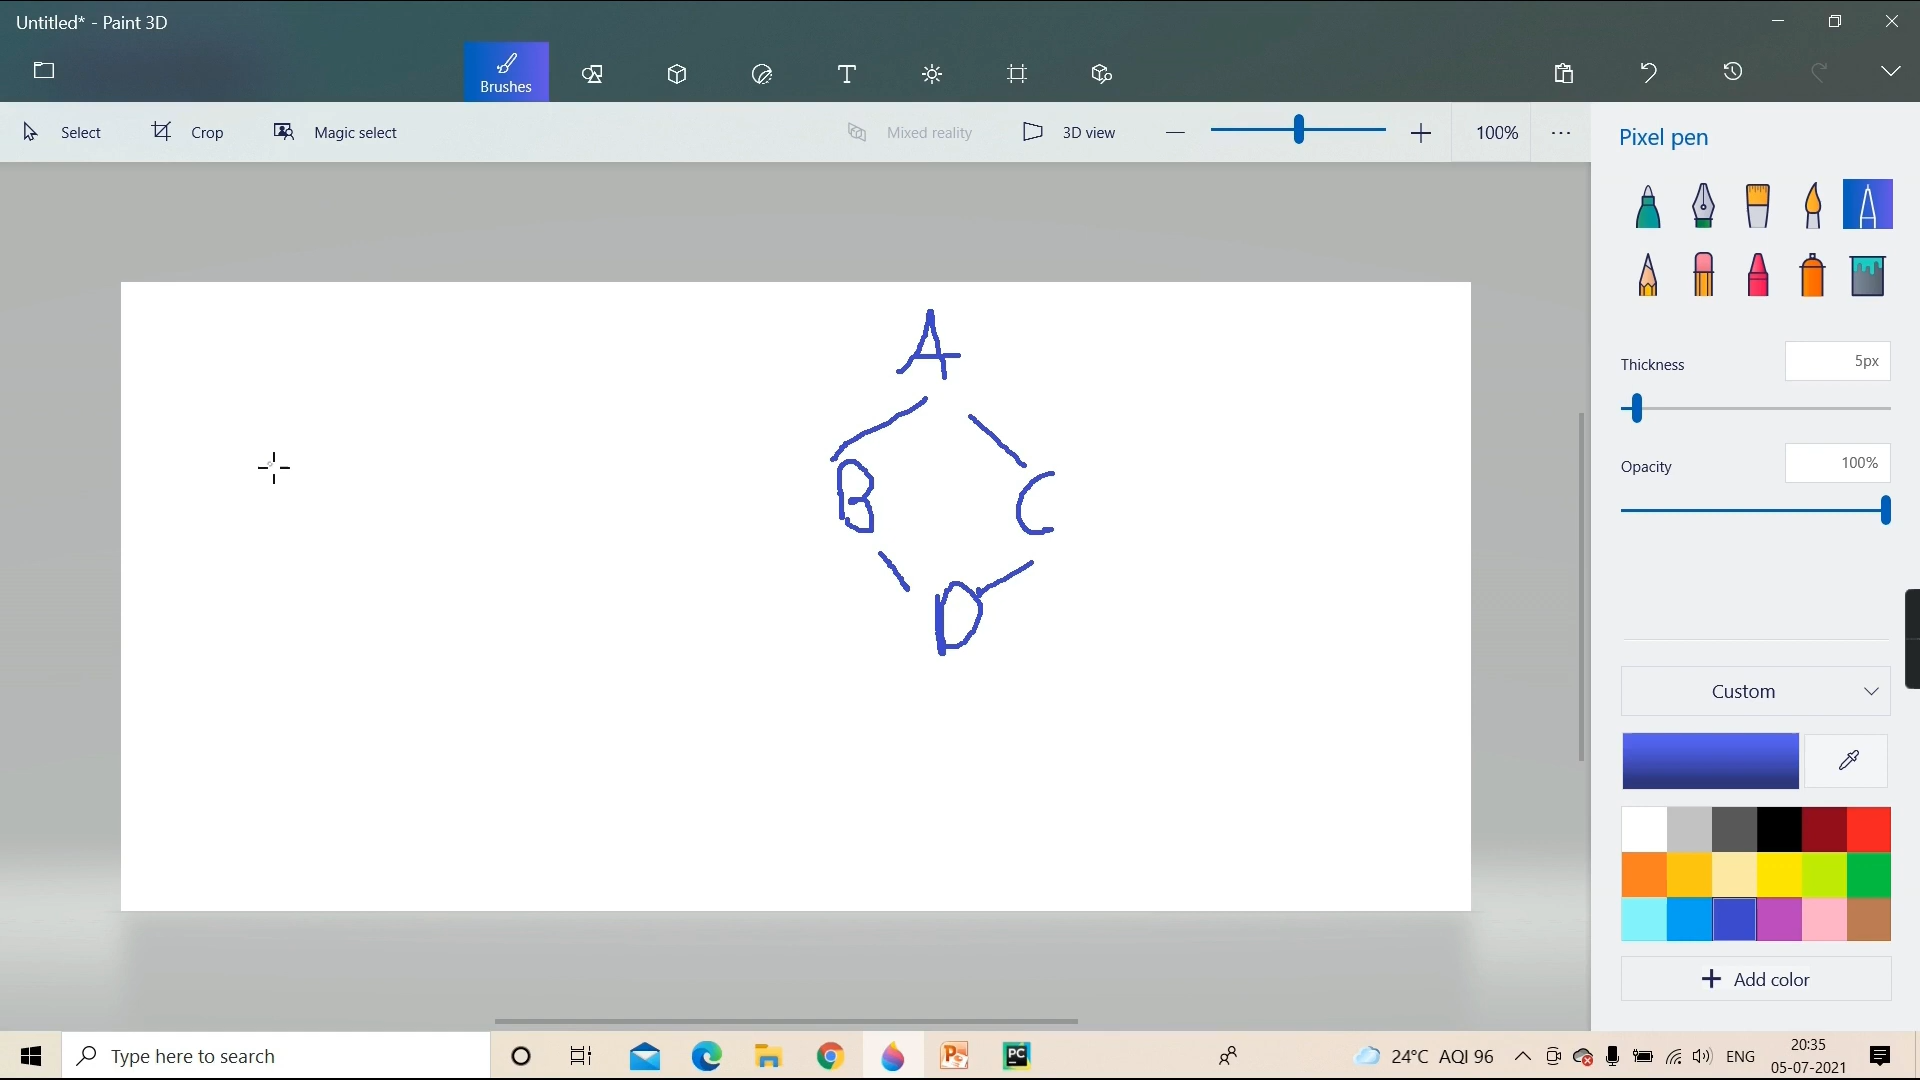 Untitled* - Paint 3D
Brushes
Select Crop Magic select Mixed reality 3D view 100%
Pixel pen
Thickness 5px
Opacity 100%
Custom
Add color
A
B C
D
Type here to search
PC
24°C AQI 96
ENG
20:35
05-07-2021